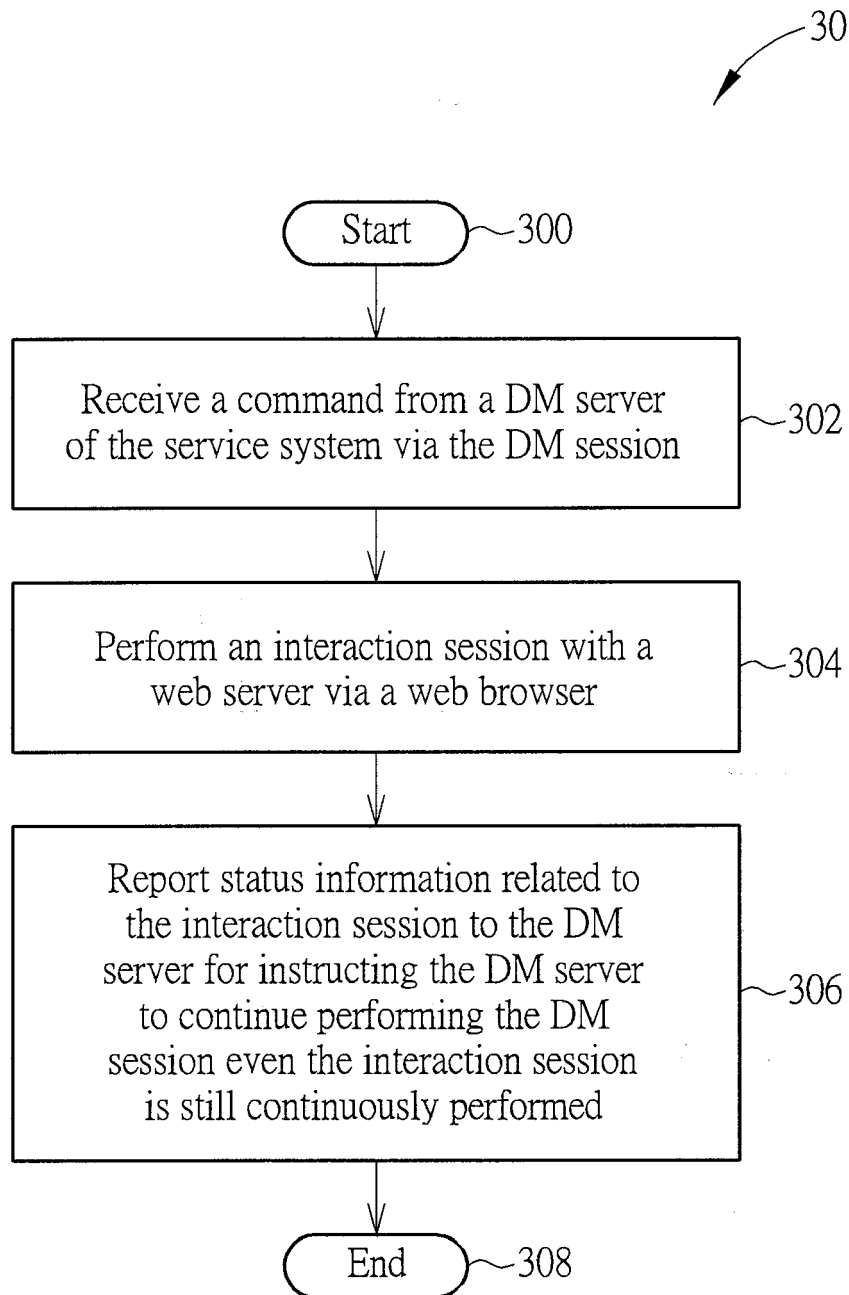 30
Start
300
Receive a command from a DM server
of the service system via the DM session
302
Perform an interaction session with a
web server via a web browser
304
Report status information related to
the interaction session to the DM
server for instructing the DM server
to continue performing the DM
session even the interaction session
is still continuously performed
306
End
308